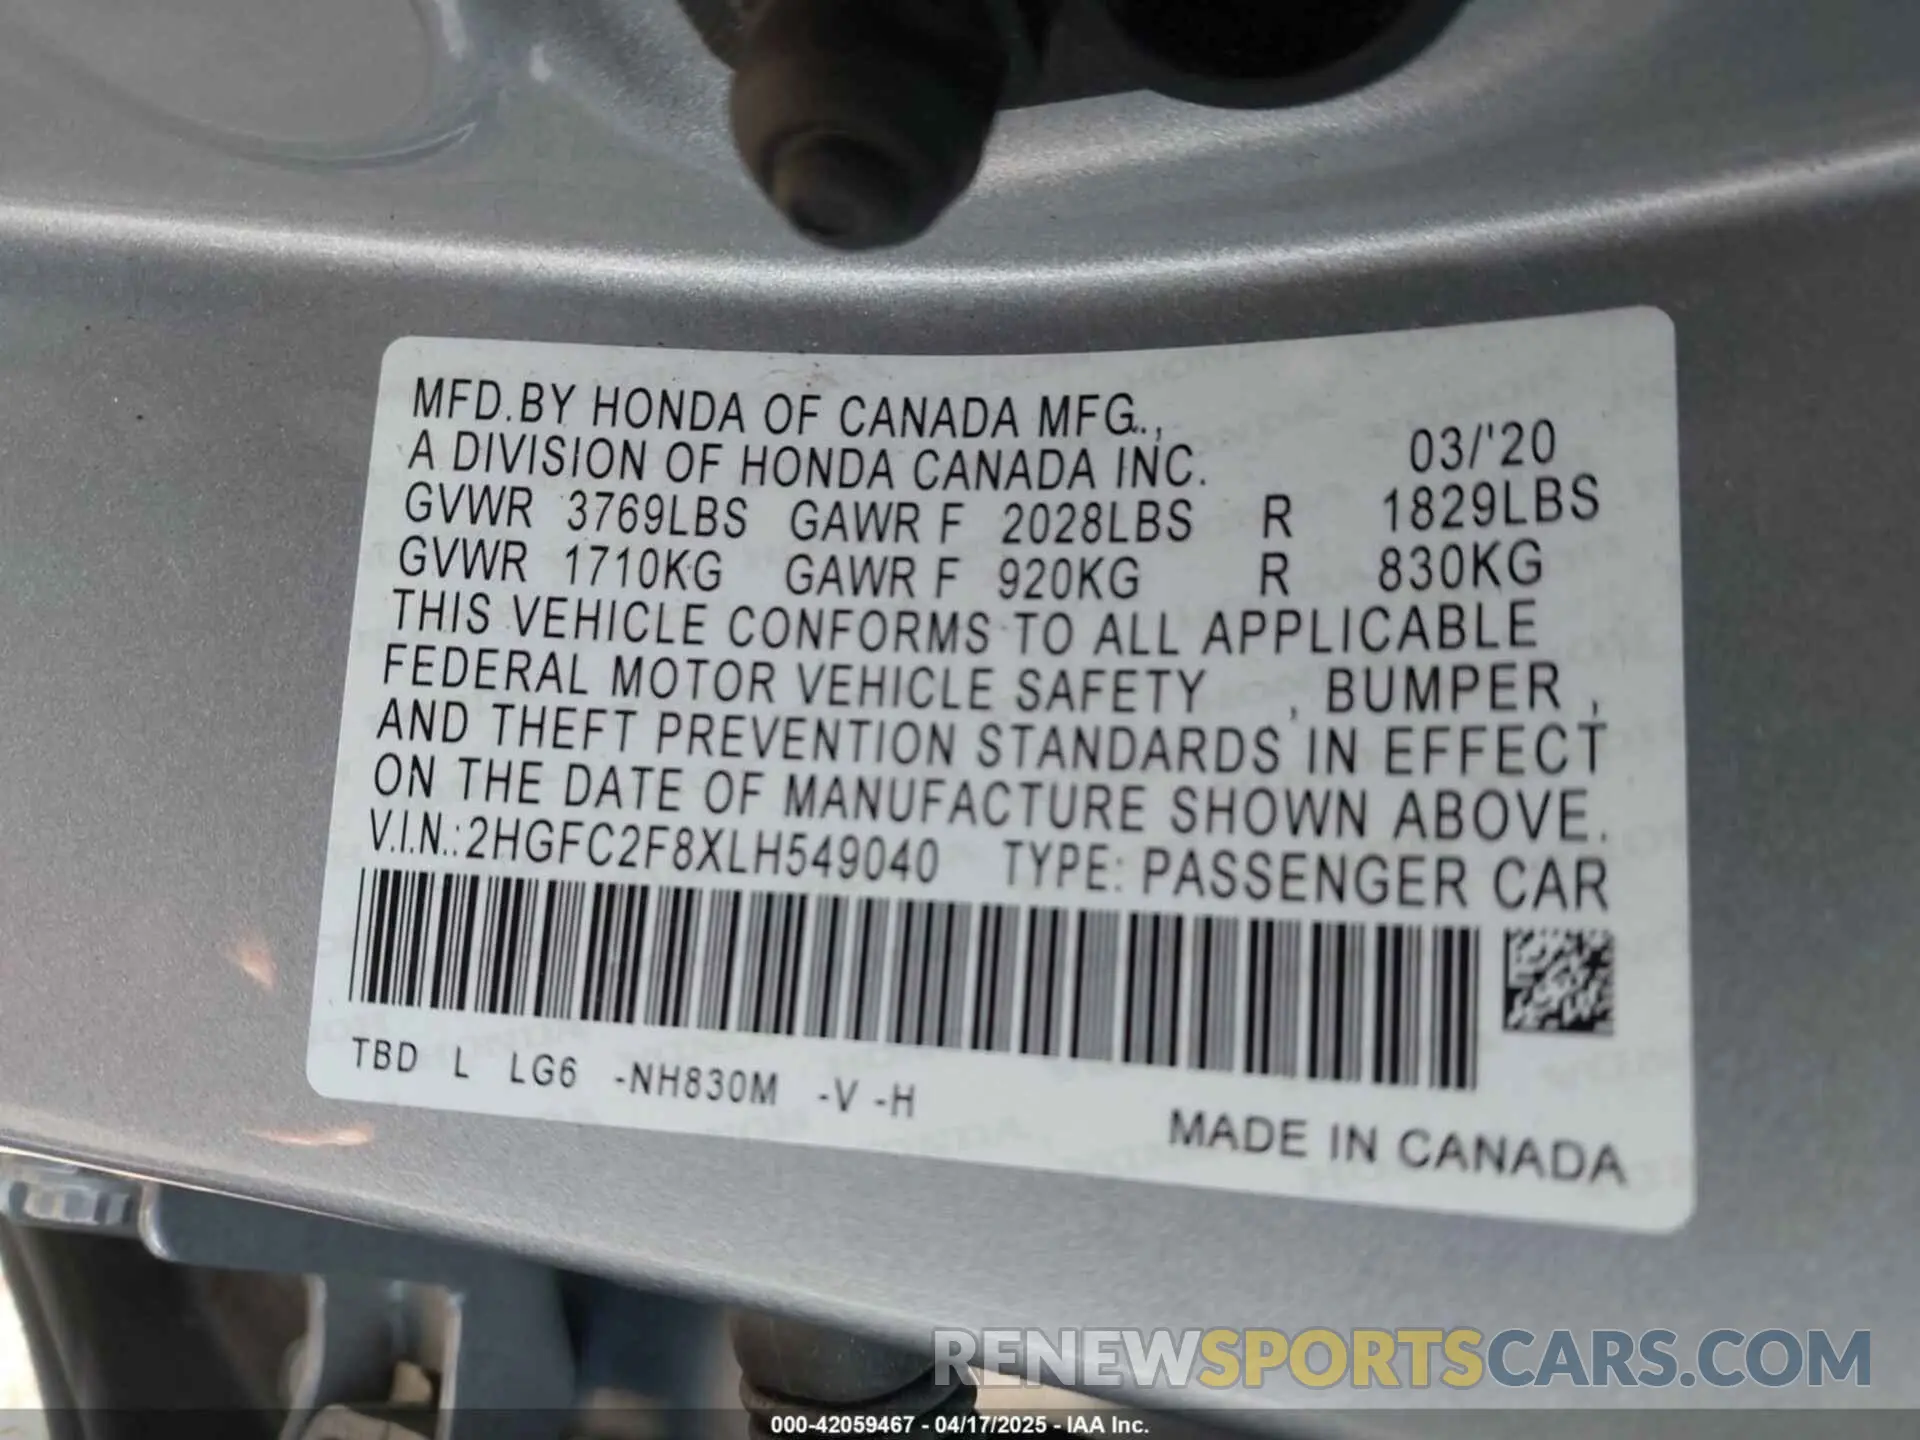 MFD.BY HONDA OF CANADA MFG.,
A DIVISION OF HONDA CANADA INC. 03/'20
GVWR 3769LBS GAWR F 2028LBS R 1829LBS
GVWR 1710KG GAWR F 920KG R 830KG
THIS VEHICLE CONFORMS TO ALL APPLICABLE
FEDERAL MOTOR VEHICLE SAFETY , BUMPER ,
AND THEFT PREVENTION STANDARDS IN EFFECT
ON THE DATE OF MANUFACTURE SHOWN ABOVE.
V.I.N.:2HGFC2F8XLH549040 TYPE: PASSENGER CAR
TBD L LG6 -NH830M -V -H
MADE IN CANADA
RENEWSPORTSCARS.COM
000-42059467 - 04/17/2025 - IAA Inc.